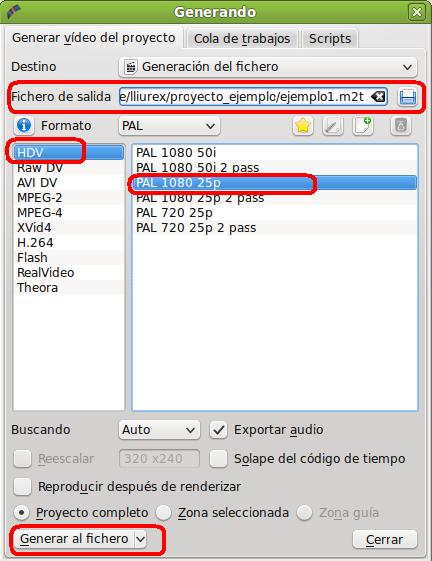 Generando
Generar vídeo del proyecto Cola de trabajos Scripts
Destino Generación del fichero
Fichero de salida e/lliurex/proyecto_ejemplo/ejemplo1.m2t
Formato PAL
HDV
Raw DV
AVI DV
MPEG-2
MPEG-4
XVid4
H.264
Flash
RealVideo
Theora
PAL 1080 50i
PAL 1080 50i 2 pass
PAL 1080 25p
PAL 1080 25p 2 pass
PAL 720 25p
PAL 720 25p 2 pass
Buscando Auto Exportar audio
Reescalar 320 x240 Solape del código de tiempo
Reproducir después de renderizar
Proyecto completo Zona seleccionada Zona guía
Generar al fichero Cerrar